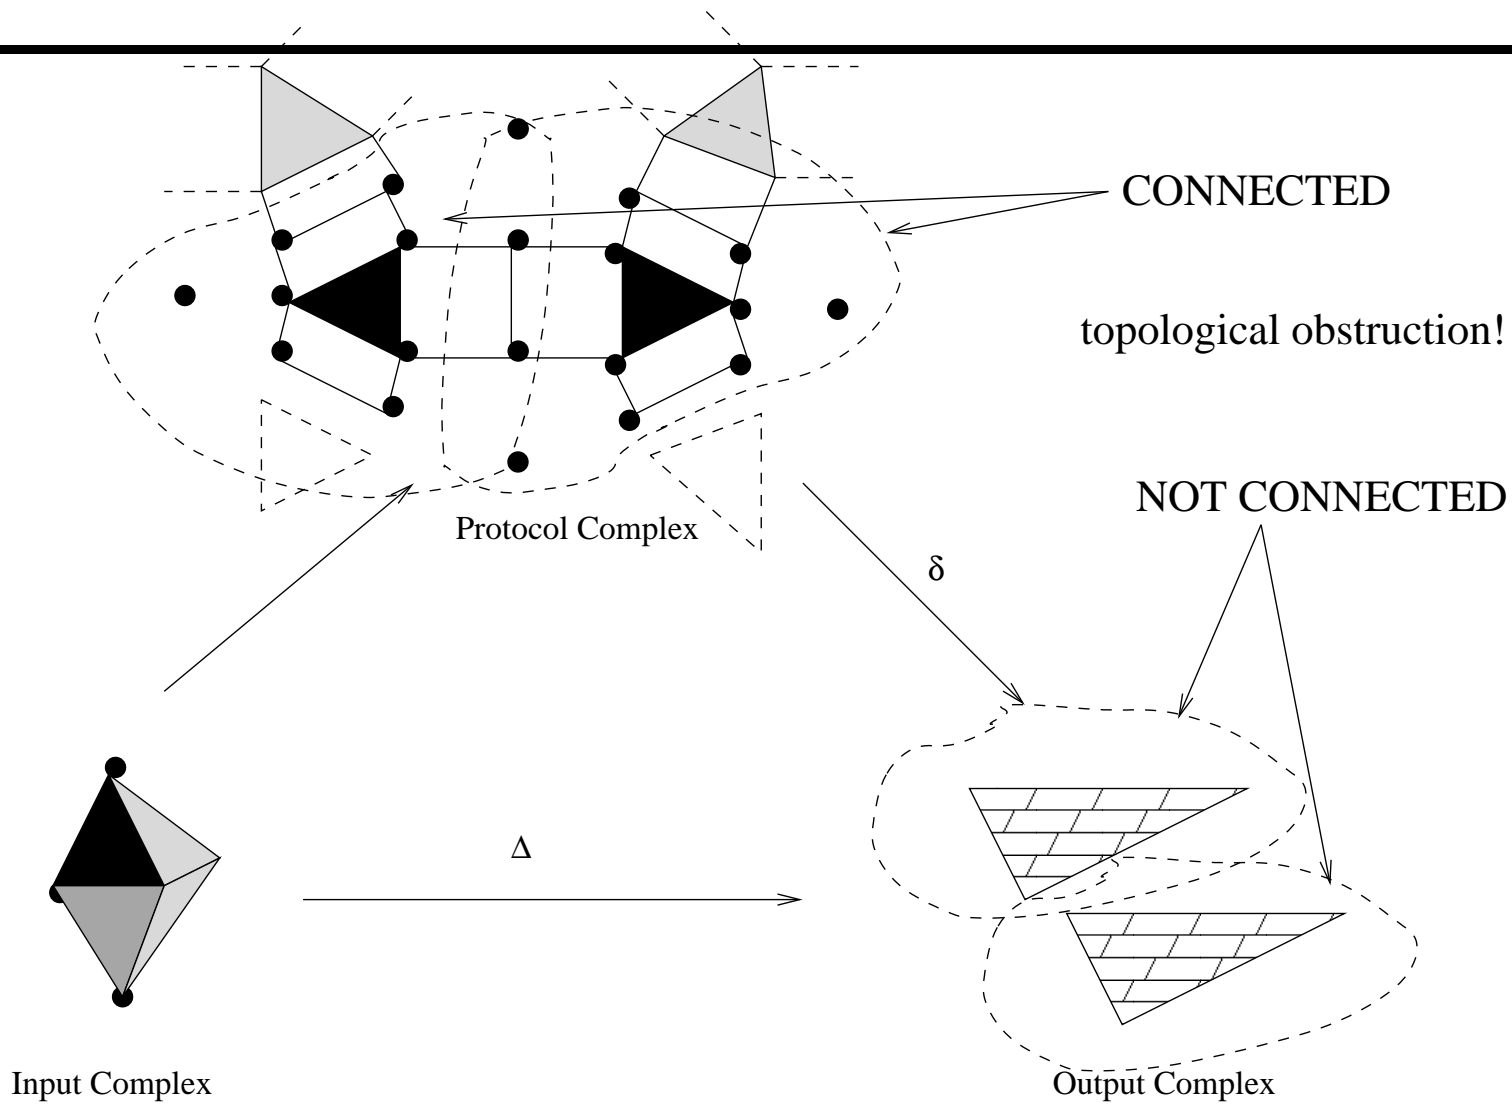 CONNECTED
topological obstruction!
NOT CONNECTED
Protocol Complex
δ
Δ
Input Complex
Output Complex